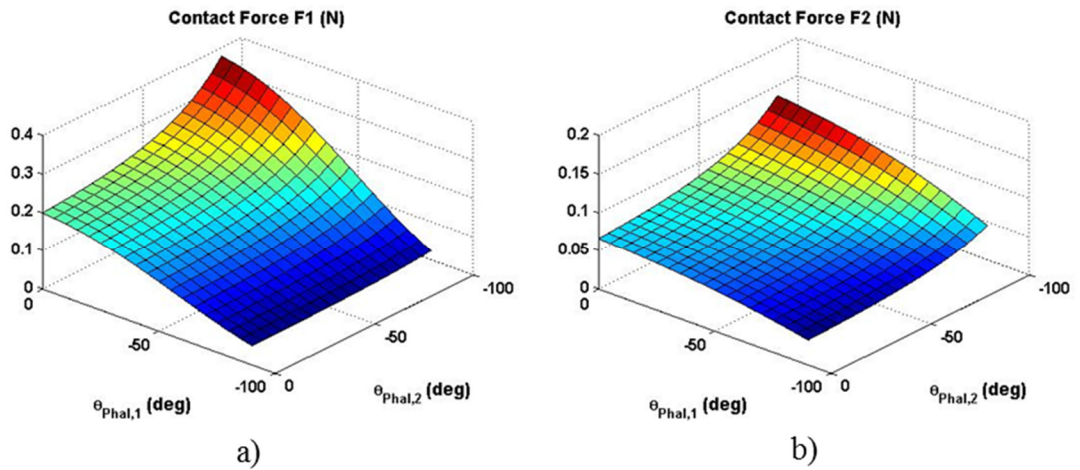 Contact Force F1 (N)
0.4
0.3
0.2
0.1
0
0
-50
-100
0
-50
-100
θPhal,1 (deg)
θPhal,2 (deg)
a)
Contact Force F2 (N)
0.2
0.15
0.1
0.05
0
0
-50
-100
0
-50
-100
θPhal,1 (deg)
θPhal,2 (deg)
b)